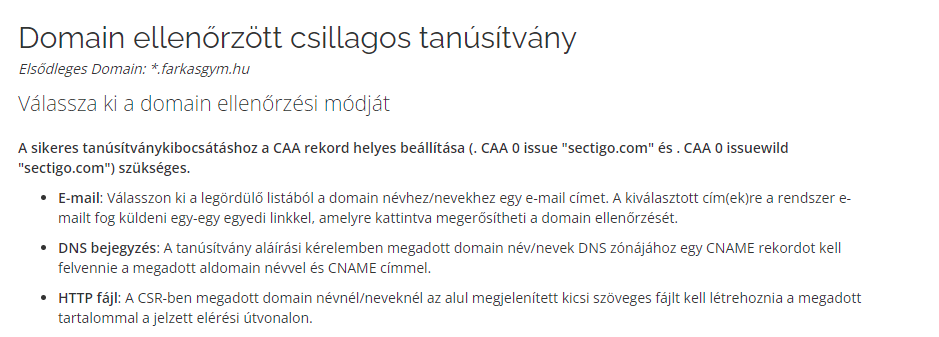 Domain ellenőrzött csillagos tanúsítvány
Elsődleges Domain: *.farkasgym.hu
Válassza ki a domain ellenőrzési módját
A sikeres tanúsítványkibocsátáshoz a CAA rekord helyes beállítása (. CAA 0 issue "sectigo.com" és . CAA 0 issuewild
"sectigo.com") szükséges.
• E-mail: Válasszon ki a legördülő listából a domain névhez/nevekhez egy e-mail címet. A kiválasztott cím(ek)re a rendszer e-
mailt fog küldeni egy-egy egyedi linkkel, amelyre kattintva megerősítheti a domain ellenőrzését.
• DNS bejegyzés: A tanúsítvány aláírási kérelemben megadott domain név/nevek DNS zónájához egy CNAME rekordot kell
felvennie a megadott aldomain névvel és CNAME címmel.
• HTTP fájl: A CSR-ben megadott domain névnél/neveknél az alul megjelenített kicsi szöveges fájlt kell létrehoznia a megadott
tartalommal a jelzett elérési útvonalon.